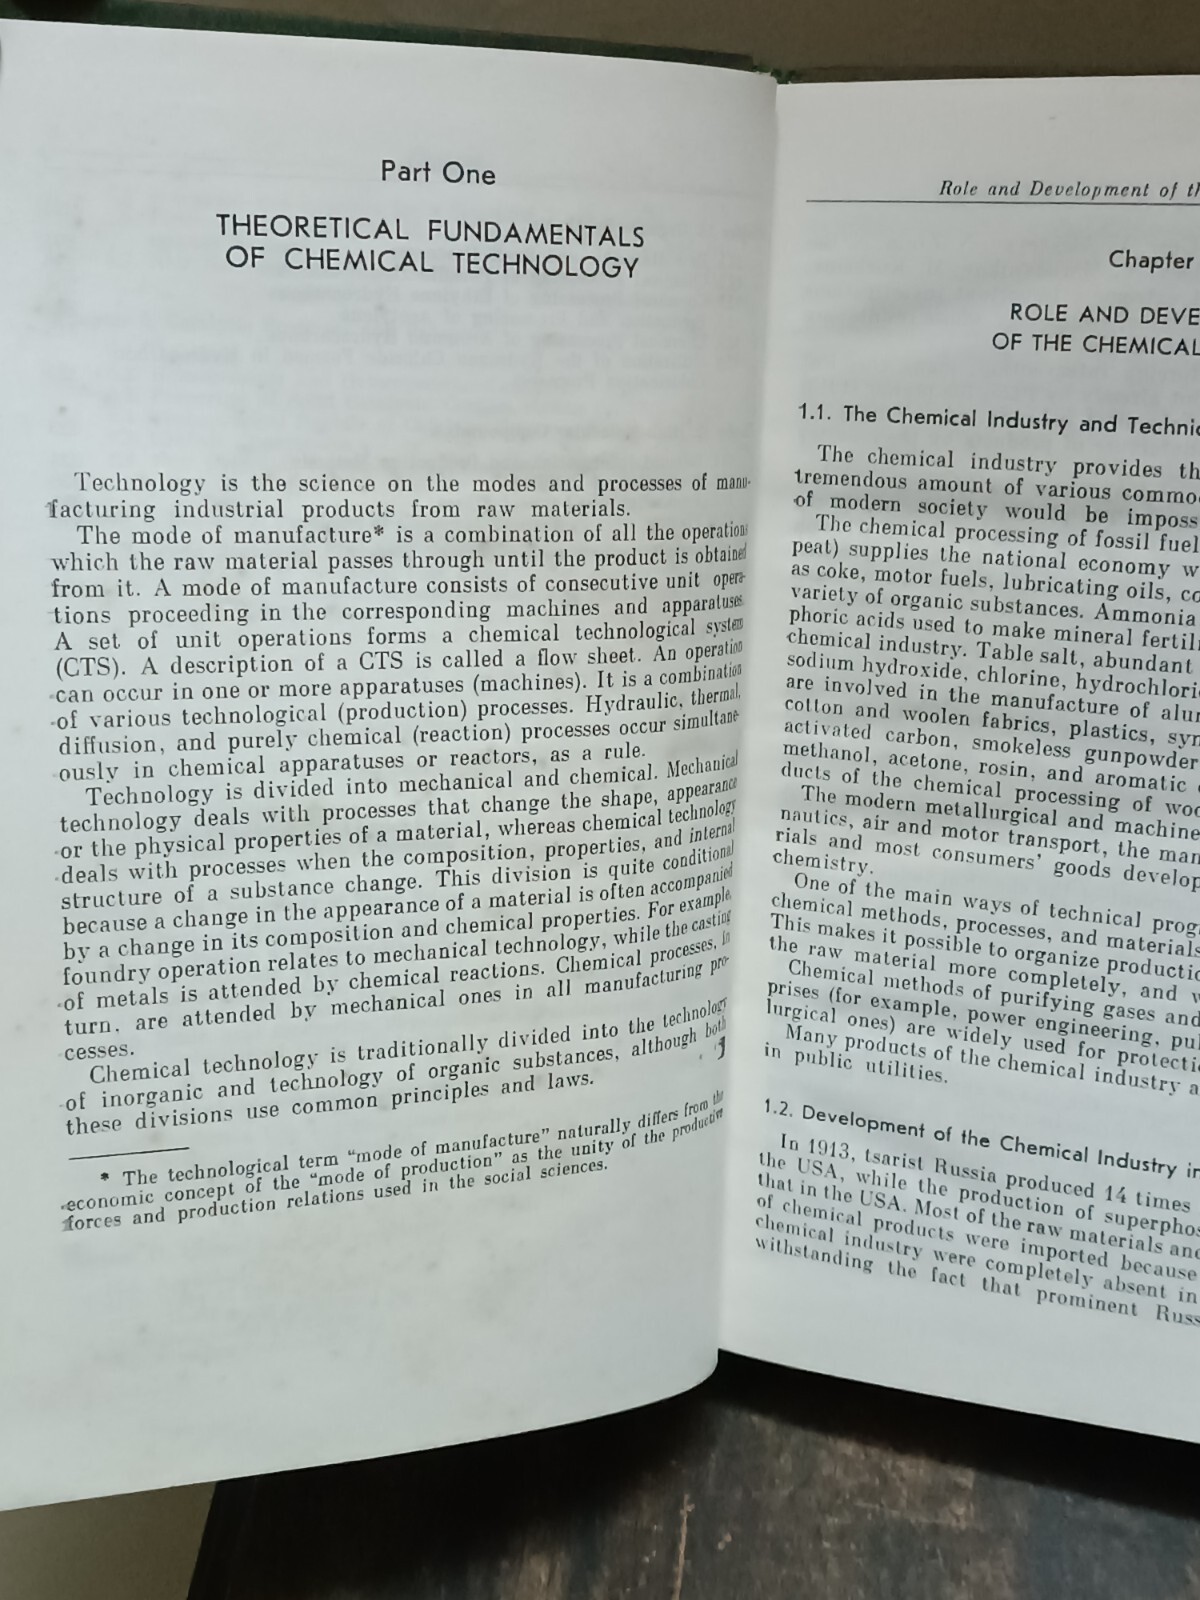 Part One
THEORETICAL FUNDAMENTALS
OF CHEMICAL TECHNOLOGY
Technology is the science on the modes and processes of manu-
facturing industrial products from raw materials.
The mode of manufacture* is a combination of all the operations
which the raw material passes through until the product is obtained
from it. A mode of manufacture consists of consecutive unit opera-
tions proceeding in the corresponding machines and apparatuses.
A set of unit operations forms a chemical technological system
(CTS). A description of a CTS is called a flow sheet. An operation
can occur in one or more apparatuses (machines). It is a combination
of various technological (production) processes. Hydraulic, thermal,
diffusion, and purely chemical (reaction) processes occur simultane-
ously in chemical apparatuses or reactors, as a rule.
Technology is divided into mechanical and chemical. Mechanical
technology deals with processes that change the shape, appearance
or the physical properties of a material, whereas chemical technology
deals with processes when the composition, properties, and internal
structure of a substance change. This division is quite conditional
because a change in the appearance of a material is often accompanied
by a change in its composition and chemical properties. For example,
foundry operation relates to mechanical technology, while the casting
of metals is attended by chemical reactions. Chemical processes, in
turn, are attended by mechanical ones in all manufacturing pro-
cesses.
Chemical technology is traditionally divided into the technology
of inorganic and technology of organic substances, although both
these divisions use common principles and laws.
* The technological term "mode of manufacture" naturally differs from the
economic concept of the "mode of production" as the unity of the productive
forces and production relations used in the social sciences.
Role and Development of th
Chapter
ROLE AND DEVE
OF THE CHEMICAL
1.1. The Chemical Industry and Technic
The chemical industry provides th
tremendous amount of various commo
of modern society would be imposs
The chemical processing of fossil fuel
peat) supplies the national economy w
as coke, motor fuels, lubricating oils, co
variety of organic substances. Ammonia
phoric acids used to make mineral fertili
chemical industry. Table salt, abundant
sodium hydroxide, chlorine, hydrochlori
are involved in the manufacture of alum
cotton and woolen fabrics, plastics, syn
activated carbon, smokeless gunpowder
methanol, acetone, rosin, and aromatic
ducts of the chemical processing of woo
The modern metallurgical and machine
nautics, air and motor transport, the man
rials and most consumers' goods develop
chemistry.
One of the main ways of technical prog
chemical methods, processes, and materials
This makes it possible to organize productio
the raw material more completely, and w
Chemical methods of purifying gases and
prises (for example, power engineering, pul
lurgical ones) are widely used for protecti
Many products of the chemical industry a
in public utilities.
1.2. Development of the Chemical Industry in
In 1913, tsarist Russia produced 14 times
the USA, while the production of superphos
that in the USA. Most of the raw materials and
of chemical products were imported because
chemical industry were completely absent in
withstanding the fact that prominent Russ